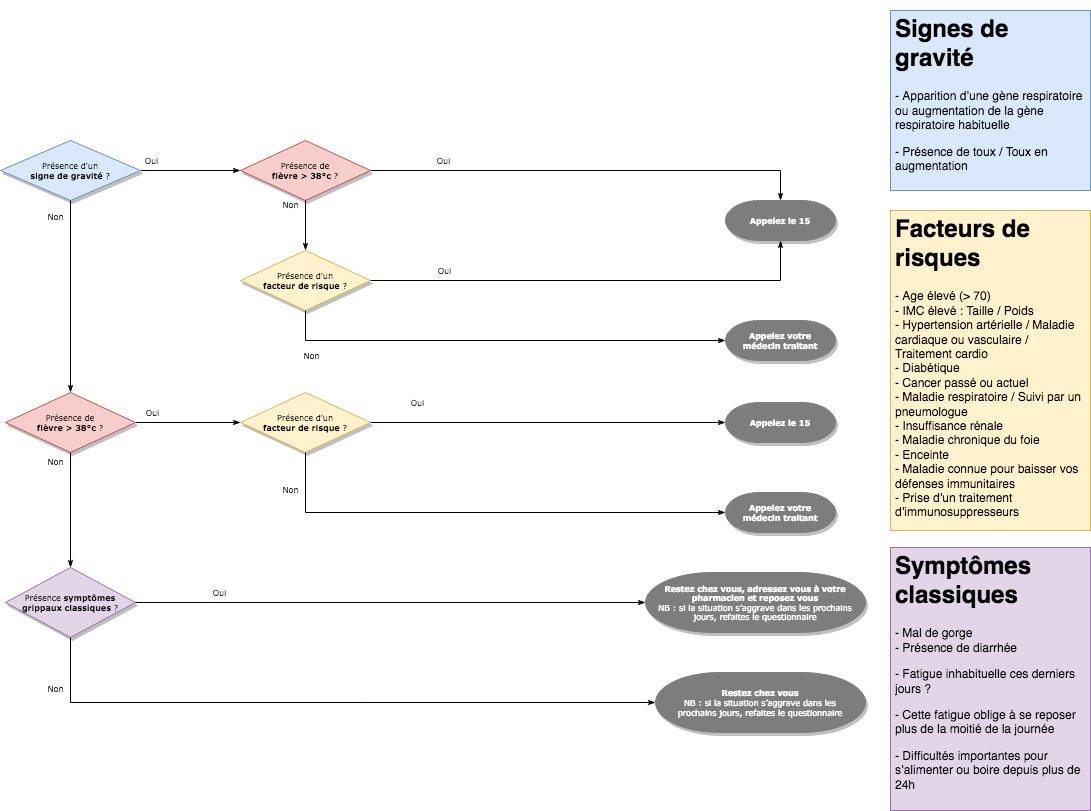 Présence d'un
signe de gravité ?
Oui
Non
Présence de
fièvre > 38°c ?
Oui
Non
Appelez le 15
Présence d'un
facteur de risque ?
Oui
Non
Appelez votre
médecin traitant
Présence de
fièvre > 38°c ?
Oui
Non
Présence d'un
facteur de risque ?
Oui
Non
Appelez le 15
Appelez votre
médecin traitant
Présence symptômes
grippaux classiques ?
Oui
Non
Restez chez vous, adressez vous à votre
pharmacien et reposez vous
NB : si la situation s'aggrave dans les prochains
jours, refaites le questionnaire
Restez chez vous
NB : si la situation s'aggrave dans les
prochains jours, refaites le questionnaire
Signes de
gravité
- Apparition d'une gène respiratoire
ou augmentation de la gène
respiratoire habituelle
- Présence de toux / Toux en
augmentation
Facteurs de
risques
- Age élevé (> 70)
- IMC élevé : Taille / Poids
- Hypertension artérielle / Maladie
cardiaque ou vasculaire /
Traitement cardio
- Diabétique
- Cancer passé ou actuel
- Maladie respiratoire / Suivi par un
pneumologue
- Insuffisance rénale
- Maladie chronique du foie
- Enceinte
- Maladie connue pour baisser vos
défenses immunitaires
- Prise d'un traitement
d'immunosuppresseurs
Symptômes
classiques
- Mal de gorge
- Présence de diarrhée
- Fatigue inhabituelle ces derniers
jours ?
- Cette fatigue oblige à se reposer
plus de la moitié de la journée
- Difficultés importantes pour
s'alimenter ou boire depuis plus de
24h